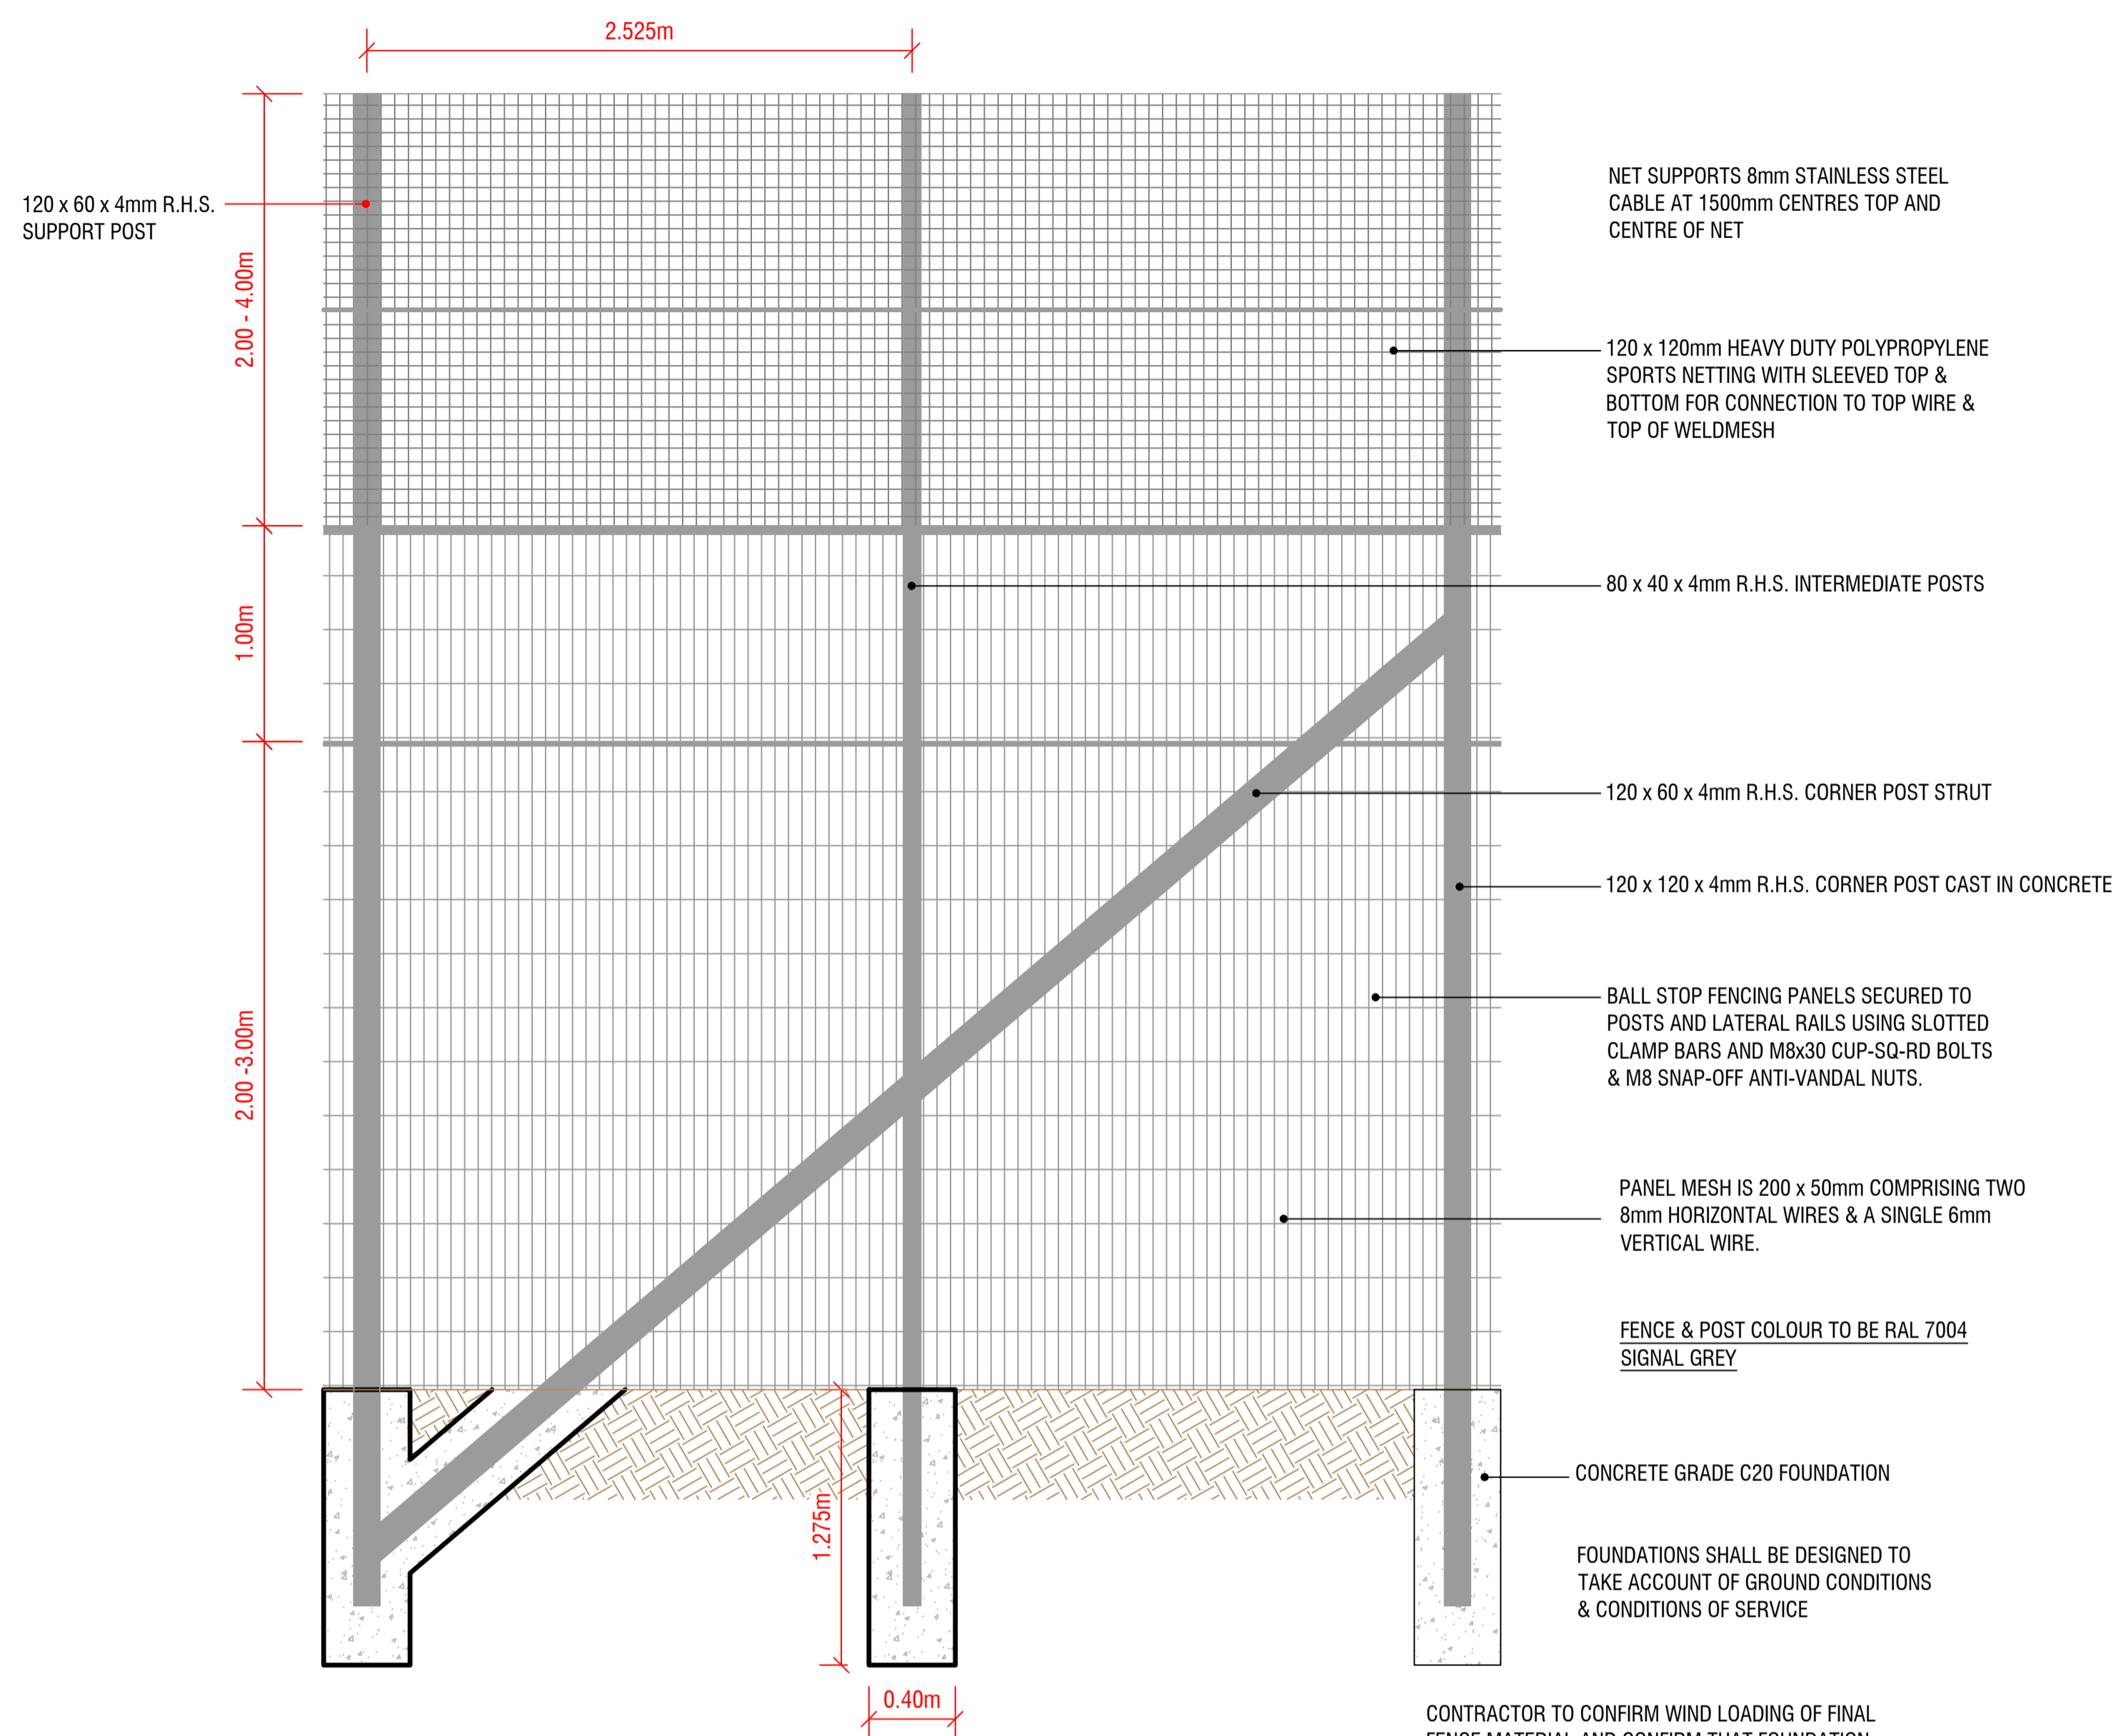 2.525m
120 x 60 x 4mm R.H.S.
SUPPORT POST
2.00 - 4.00m
1.00m
2.00 -3.00m
NET SUPPORTS 8mm STAINLESS STEEL
CABLE AT 1500mm CENTRES TOP AND
CENTRE OF NET
120 x 120mm HEAVY DUTY POLYPROPYLENE
SPORTS NETTING WITH SLEEVED TOP &
BOTTOM FOR CONNECTION TO TOP WIRE &
TOP OF WELDMESH
80 x 40 x 4mm R.H.S. INTERMEDIATE POSTS
120 x 60 x 4mm R.H.S. CORNER POST STRUT
120 x 120 x 4mm R.H.S. CORNER POST CAST IN CONCRETE
BALL STOP FENCING PANELS SECURED TO
POSTS AND LATERAL RAILS USING SLOTTED
CLAMP BARS AND M8x30 CUP-SQ-RD BOLTS
& M8 SNAP-OFF ANTI-VANDAL NUTS.
PANEL MESH IS 200 x 50mm COMPRISING TWO
8mm HORIZONTAL WIRES & A SINGLE 6mm
VERTICAL WIRE.
FENCE & POST COLOUR TO BE RAL 7004
SIGNAL GREY
CONCRETE GRADE C20 FOUNDATION
FOUNDATIONS SHALL BE DESIGNED TO
TAKE ACCOUNT OF GROUND CONDITIONS
& CONDITIONS OF SERVICE
1.275m
0.40m
CONTRACTOR TO CONFIRM WIND LOADING OF FINAL
FENCE MATERIAL AND CONFIRM THAT FOUNDATION